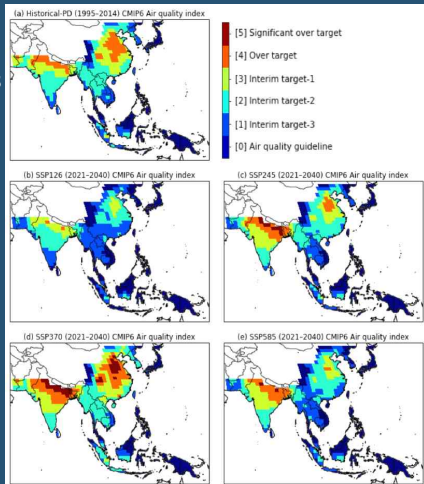 (a) Historical-PD (1995–2014) CMIP6 Air quality index
[5] Significant over
target
[4] Over target
[3] Interim target-1
[2] Interim target-2
[1] Interim target-3
[0] Air quality guideline
(b) SSP126 (2021–2040) CMIP6 Air quality index
(c) SSP245 (2021–2040) CMIP6 Air quality index
(d) SSP370 (2021–2040) CMIP6 Air quality index
(e) SSP585 (2021–2040) CMIP6 Air quality index